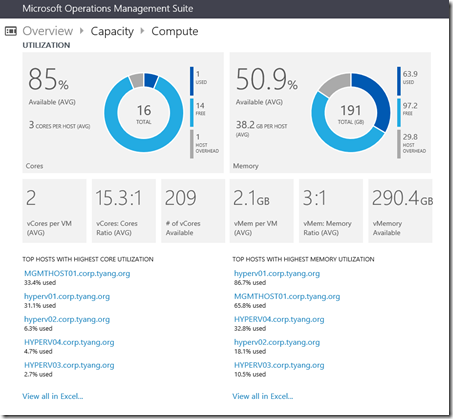 Microsoft Operations Management Suite
Overview ▸ Capacity ▸ Compute
UTILIZATION
85%
Available (AVG)
3 CORES PER HOST (AVG)
Cores
16
TOTAL
1
USED
14
FREE
1
HOST
OVERHEAD
50.9%
Available (AVG)
38.2 GB PER HOST
(AVG)
Memory
191
TOTAL (GB)
63.9
USED
97.2
FREE
29.8
HOST
OVERHEAD
2
vCores per VM
(AVG)
15.3:1
vCores: Cores
Ratio (AVG)
209
# of vCores
Available
2.1GB
vMem per VM
(AVG)
3:1
vMem: Memory
Ratio (AVG)
290.4GB
vMemory
Available
TOP HOSTS WITH HIGHEST CORE UTILIZATION
MGMTHOST01.corp.tyang.org
33.4% used
hyperv01.corp.tyang.org
31.1% used
hyperv02.corp.tyang.org
6.3% used
HYPERV04.corp.tyang.org
4.7% used
HYPERV03.corp.tyang.org
2.7% used
View all in Excel...
TOP HOSTS WITH HIGHEST MEMORY UTILIZATION
hyperv01.corp.tyang.org
86.7% used
MGMTHOST01.corp.tyang.org
65.8% used
HYPERV04.corp.tyang.org
32.8% used
hyperv02.corp.tyang.org
18.1% used
HYPERV03.corp.tyang.org
10.5% used
View all in Excel...